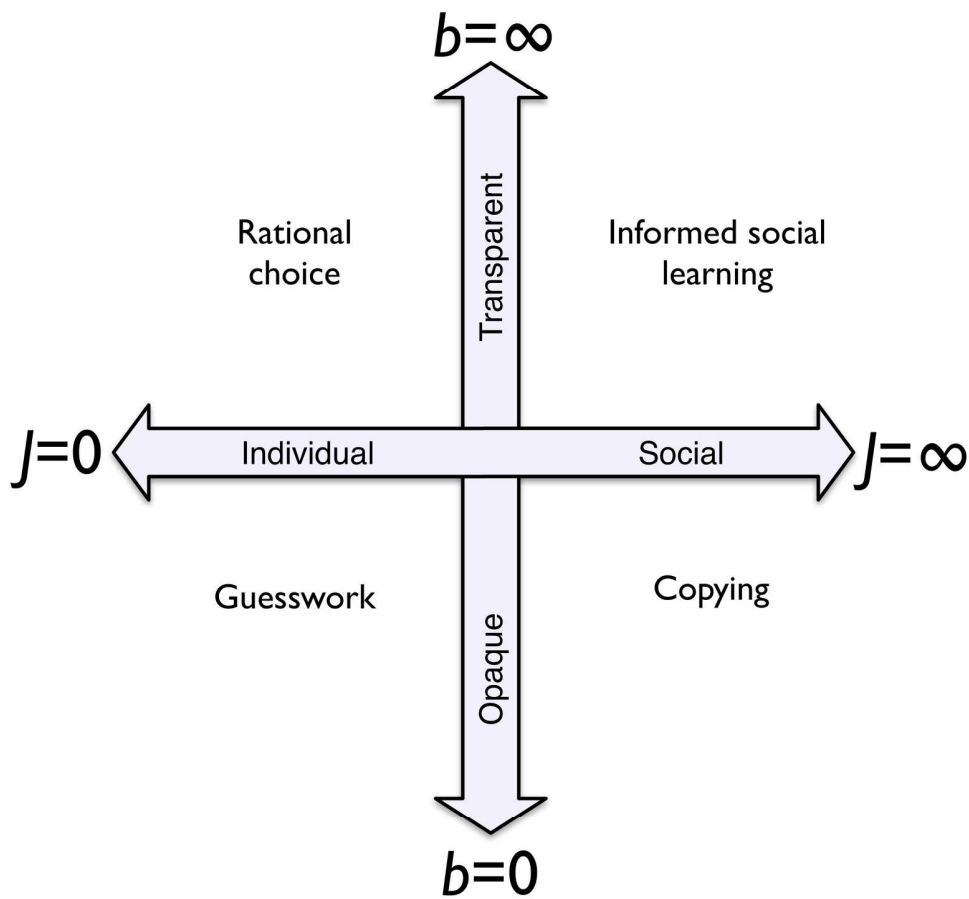 b=∞
Transparent
Rational
choice
Informed social
learning
J=0
Individual
Social
J=∞
Guesswork
Copying
Opaque
b=0